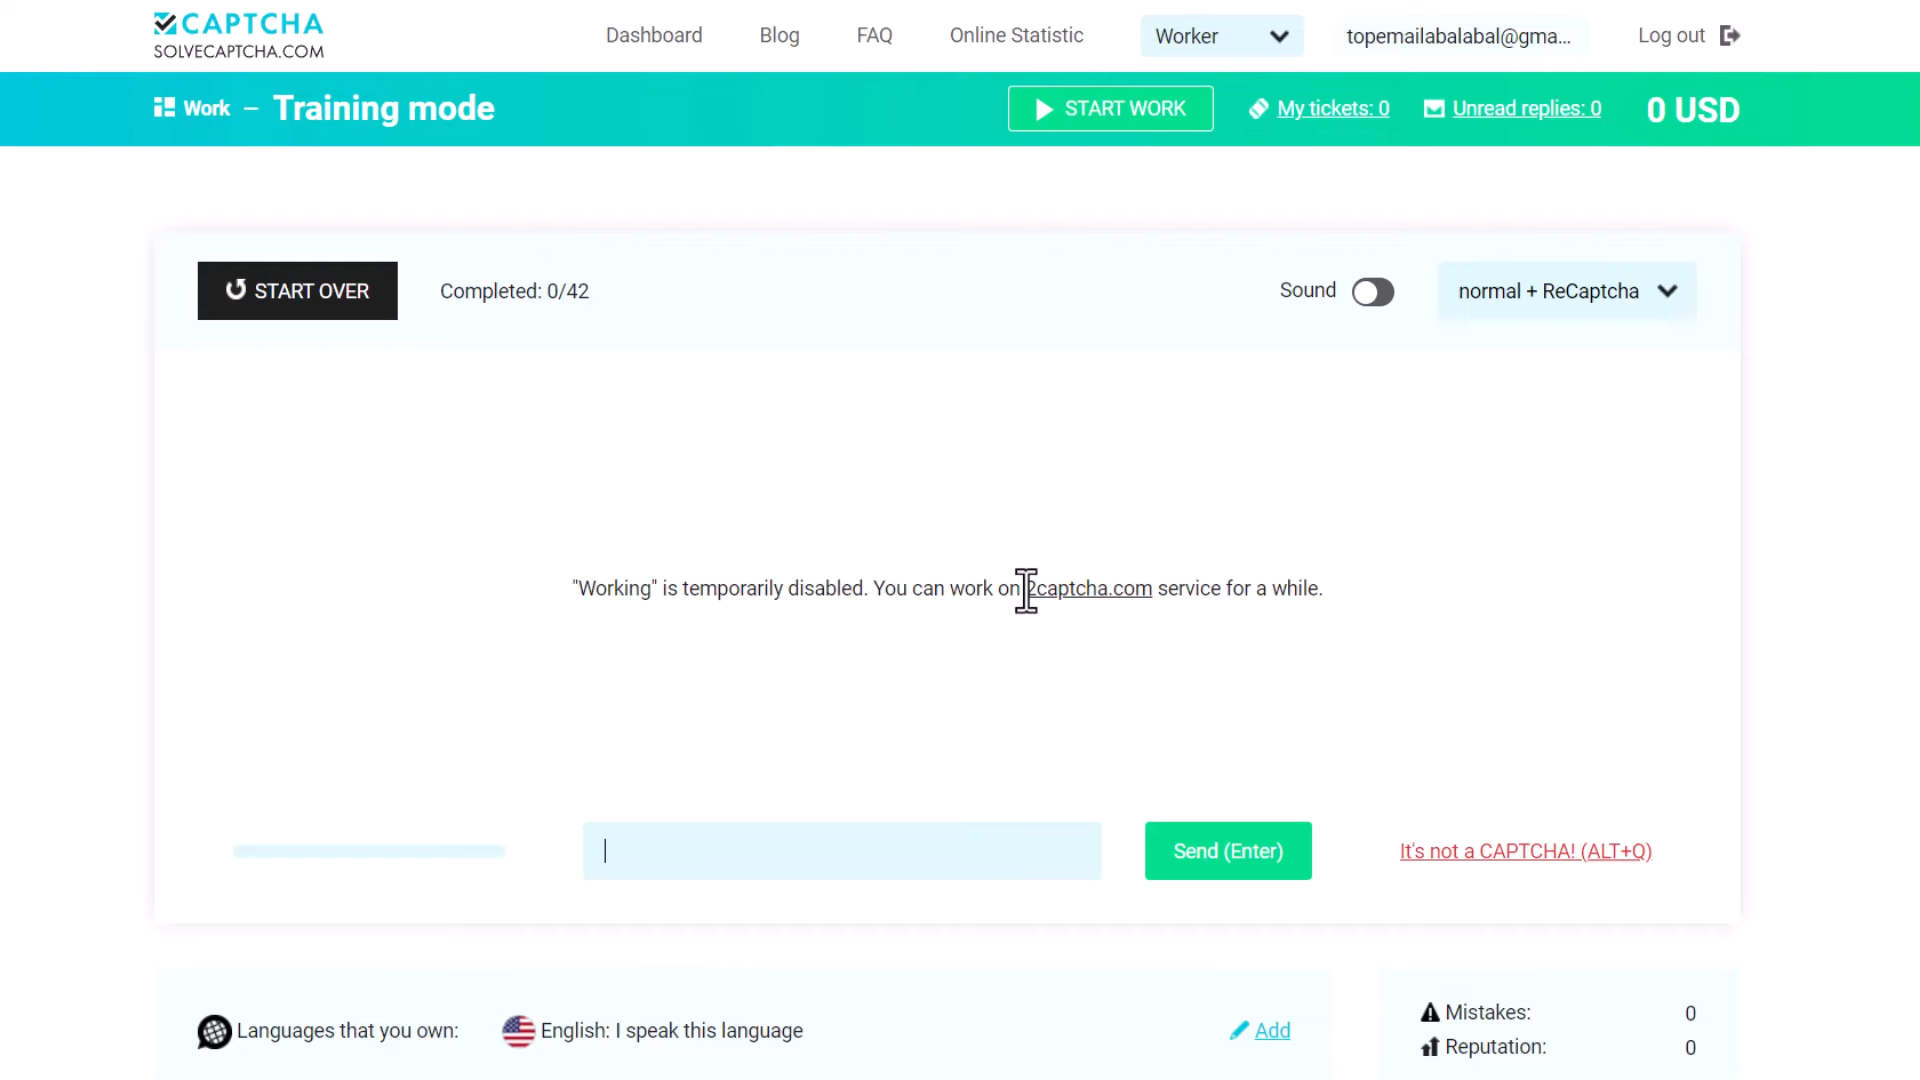 CAPTCHA
SOLVECAPTCHA.COM
Dashboard
Blog
FAQ
Online Statistic
Worker
topemailabalabal@gma...
Log out
Work – Training mode
START WORK
My tickets: 0
Unread replies: 0
0 USD
START OVER
Completed: 0/42
Sound
normal + ReCaptcha
"Working" is temporarily disabled. You can work on 2captcha.com service for a while.
Send (Enter)
It's not a CAPTCHA! (ALT+Q)
Languages that you own:
English: I speak this language
Add
Mistakes: 0
Reputation: 0